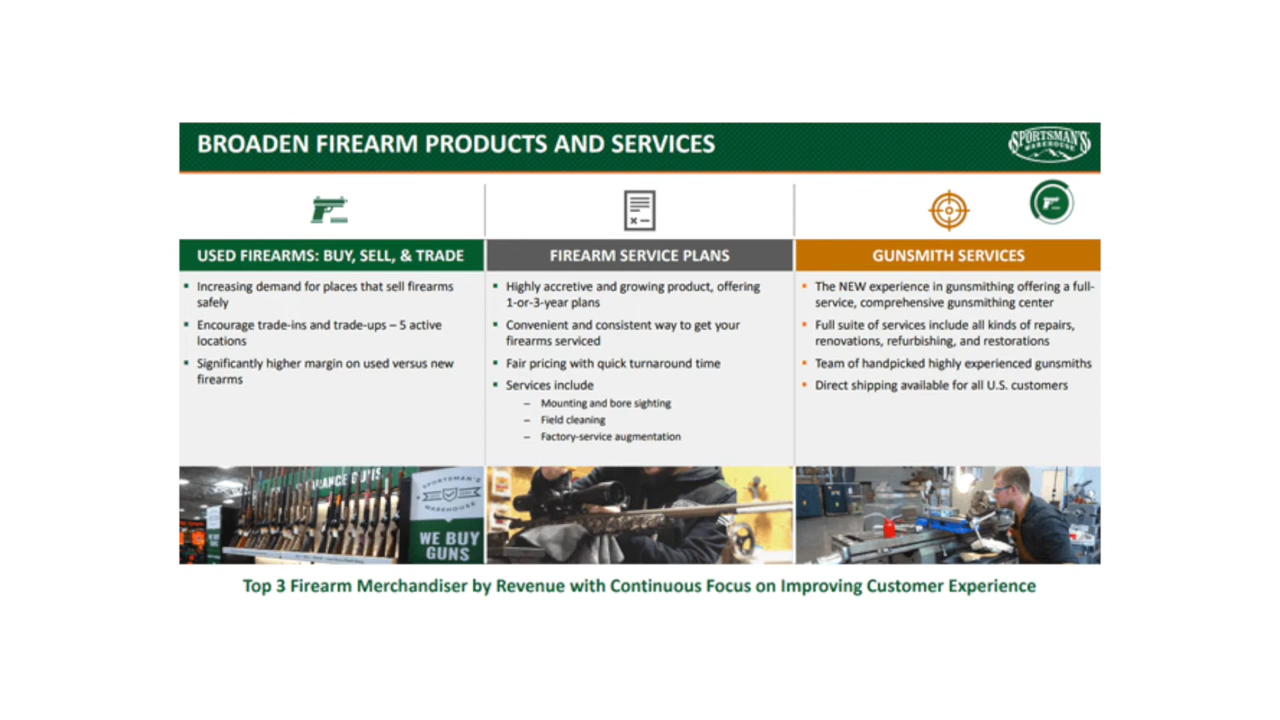 BROADEN FIREARM PRODUCTS AND SERVICES
SPORTSMAN'S
WAREHOUSE
USED FIREARMS: BUY, SELL, & TRADE
Increasing demand for places that sell firearms
safely
Encourage trade-ins and trade-ups – 5 active
locations
Significantly higher margin on used versus new
firearms
FIREARM SERVICE PLANS
Highly accretive and growing product, offering
1-or-3-year plans
Convenient and consistent way to get your
firearms serviced
Fair pricing with quick turnaround time
Services include
– Mounting and bore sighting
– Field cleaning
– Factory-service augmentation
GUNSMITH SERVICES
The NEW experience in gunsmithing offering a full-
service, comprehensive gunsmithing center
Full suite of services include all kinds of repairs,
renovations, refurbishing, and restorations
Team of handpicked highly experienced gunsmiths
Direct shipping available for all U.S. customers
SPORTSMAN'S
WAREHOUSE
WE BUY
GUNS
Top 3 Firearm Merchandiser by Revenue with Continuous Focus on Improving Customer Experience